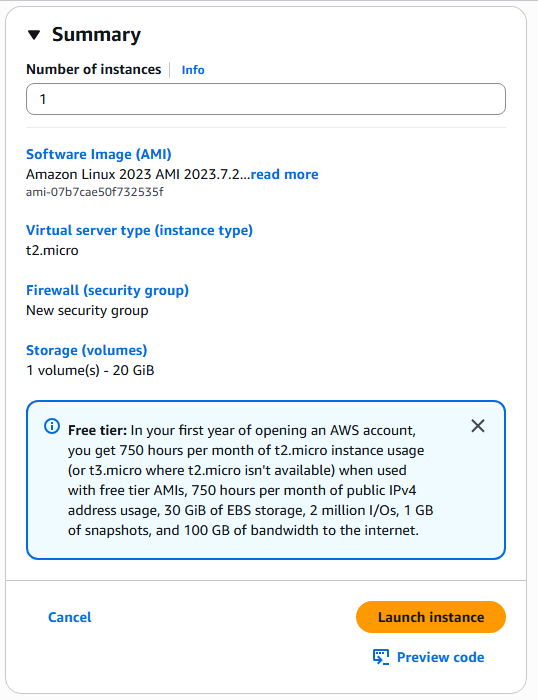 Summary
Number of instances Info
1
Software Image (AMI)
Amazon Linux 2023 AMI 2023.7.2...read more
ami-07b7cae50f732535f
Virtual server type (instance type)
t2.micro
Firewall (security group)
New security group
Storage (volumes)
1 volume(s) - 20 GiB
Free tier: In your first year of opening an AWS account,
you get 750 hours per month of t2.micro instance usage
(or t3.micro where t2.micro isn't available) when used
with free tier AMIs, 750 hours per month of public IPv4
address usage, 30 GiB of EBS storage, 2 million I/Os, 1 GB
of snapshots, and 100 GB of bandwidth to the internet.
Cancel
Launch instance
Preview code